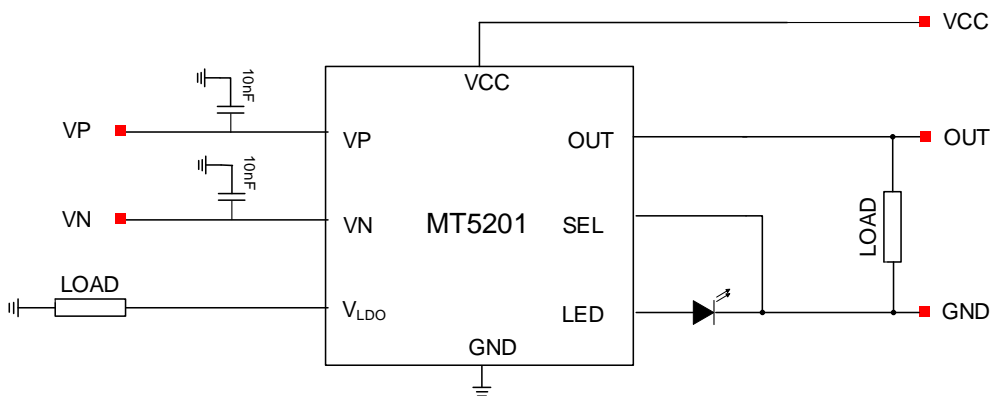 VCC
10nF
VCC
VP
VP
OUT
OUT
10nF
VN
VN
MT5201
SEL
LOAD
LOAD
VLDO
LED
GND
GND